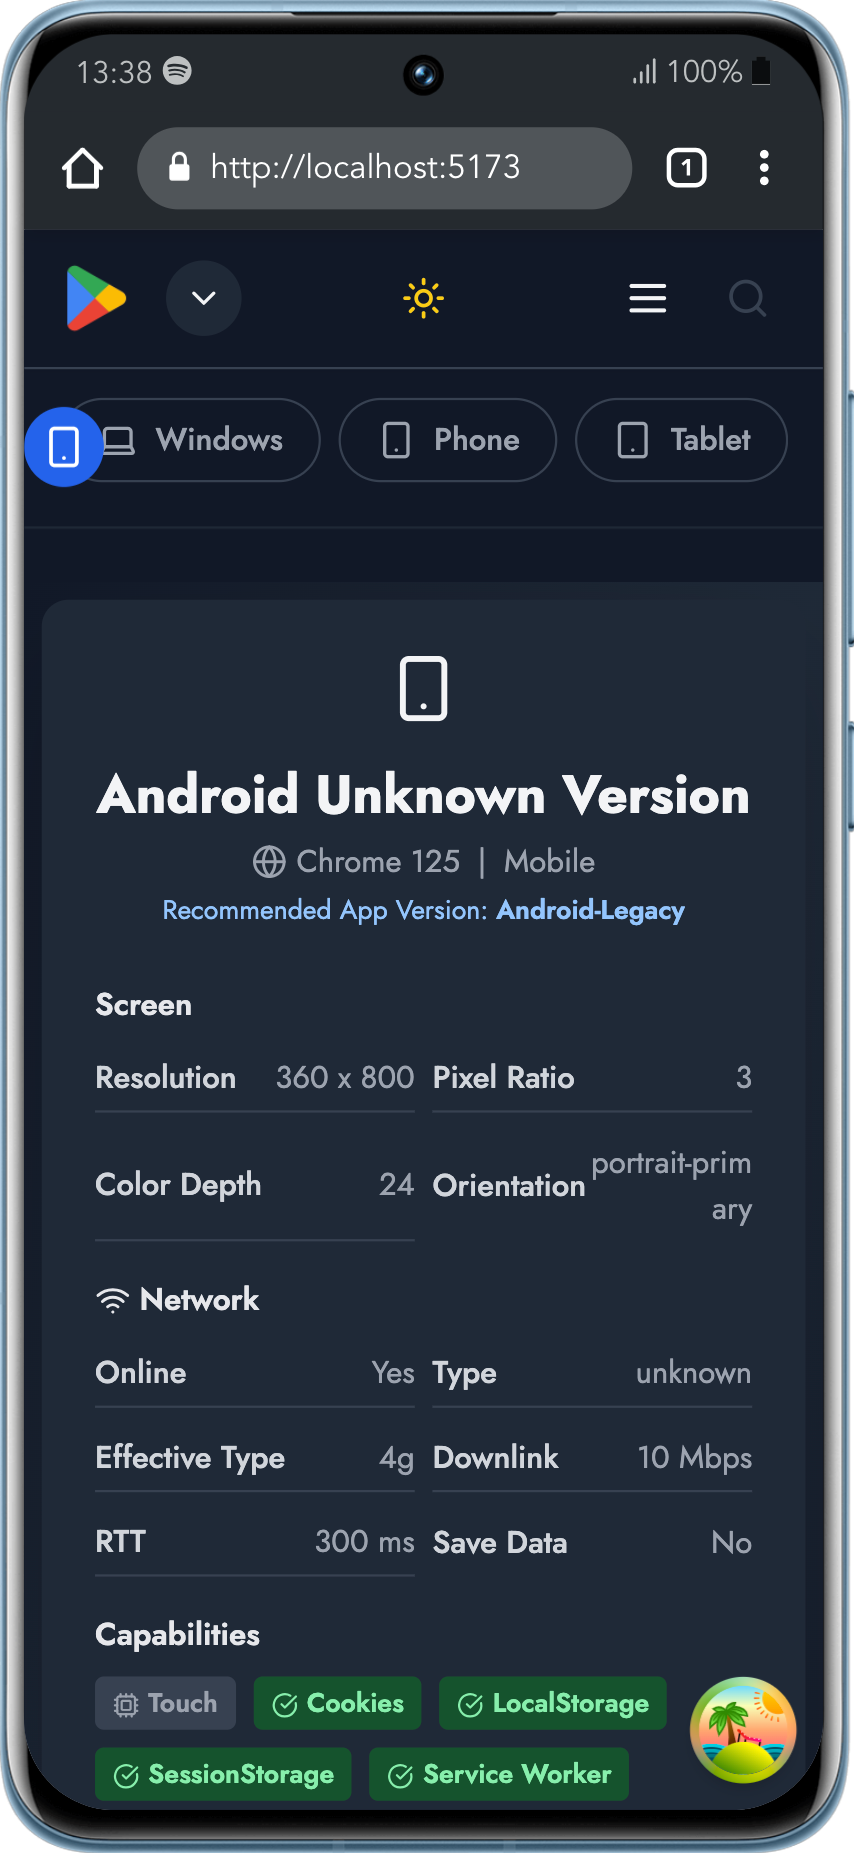 13:38 100%
http://localhost:5173 1
Windows Phone Tablet
Android Unknown Version
Chrome 125 | Mobile
Recommended App Version: Android-Legacy
Screen
Resolution 360 x 800 Pixel Ratio 3
Color Depth 24 Orientation portrait-prim
ary
Network
Online Yes Type unknown
Effective Type 4g Downlink 10 Mbps
RTT 300 ms Save Data No
Capabilities
Touch Cookies LocalStorage
SessionStorage Service Worker